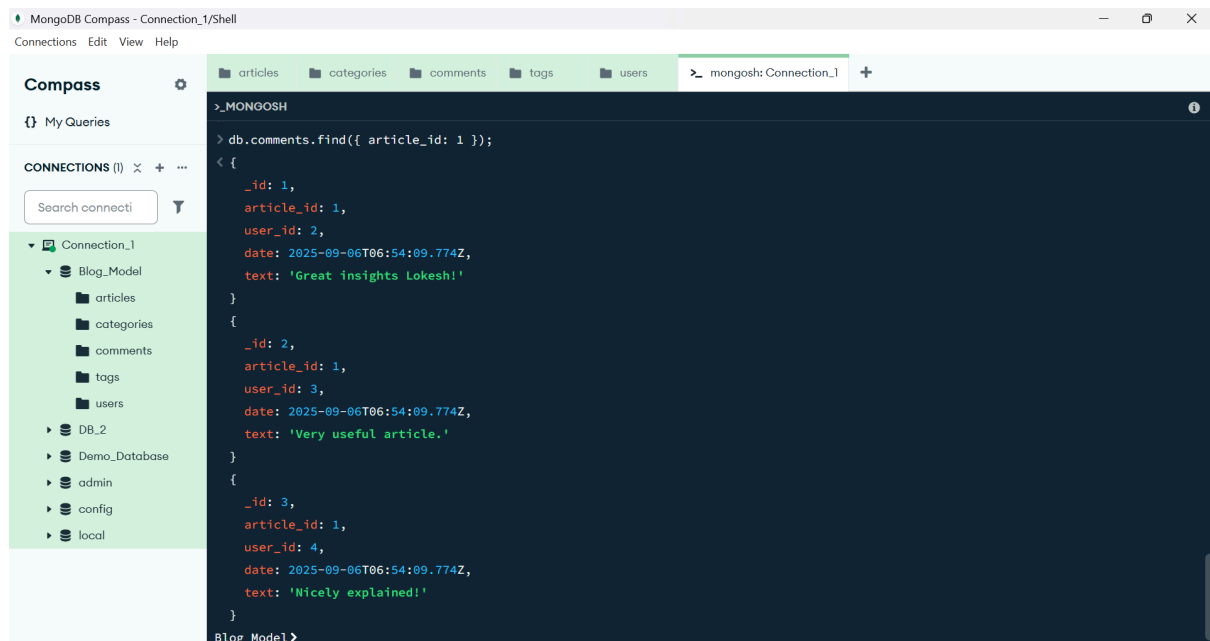 MongoDB Compass - Connection_1/Shell
Connections Edit View Help
Compass
{} My Queries
CONNECTIONS (1)
Search connecti
Connection_1
Blog_Model
articles
categories
comments
tags
users
DB_2
Demo_Database
admin
config
local
articles categories comments tags users >_ mongosh: Connection_1 +
>_MONGOSH
> db.comments.find({ article_id: 1 });
< {
_id: 1,
article_id: 1,
user_id: 2,
date: 2025-09-06T06:54:09.774Z,
text: 'Great insights Lokesh!'
}
{
_id: 2,
article_id: 1,
user_id: 3,
date: 2025-09-06T06:54:09.774Z,
text: 'Very useful article.'
}
{
_id: 3,
article_id: 1,
user_id: 4,
date: 2025-09-06T06:54:09.774Z,
text: 'Nicely explained!'
}
Blog_Model>